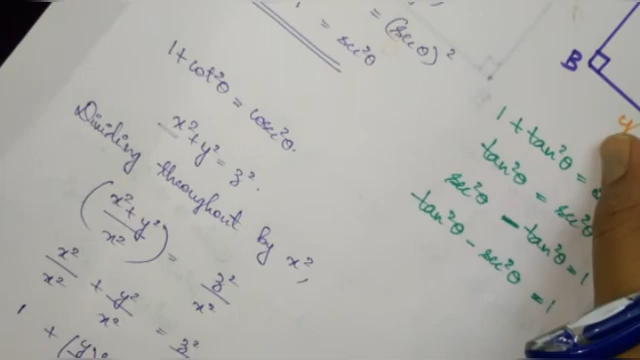 = (secθ)²
= sec²θ
1 + cot²θ = cosec²θ.
x² + y² = z².
Dividing throughout by x²,
(x² + y² / x²) = z² / x²
x² / x² + y² / x² = z²
1 + (y
B
y
1 + tan²θ =
tan²θ = sec²θ
sec²θ - tan²θ = 1
tan²θ - sec²θ = 1